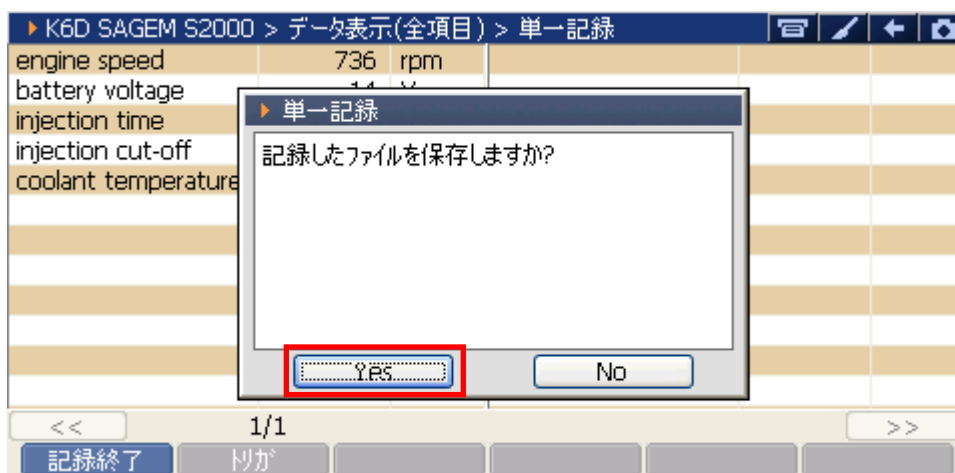 K6D SAGEM S2000 > データ表示(全項目) > 単一記録
engine speed 736 rpm
battery voltage 14 V
injection time
injection cut-off
coolant temperature
単一記録
記録したファイルを保存しますか?
Yes No
<< 1/1 >>
記録終了 トリガ